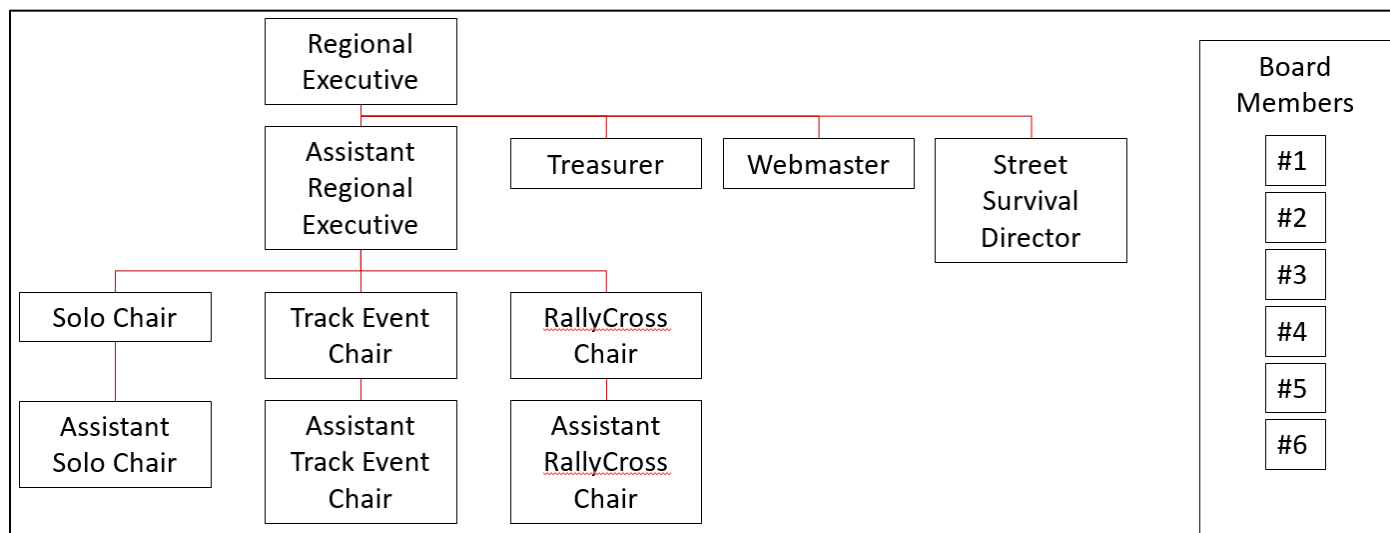 Regional
Executive
Board
Members
Assistant
Regional
Executive
Treasurer
Webmaster
Street
Survival
Director
#1
#2
#3
#4
#5
#6
Solo Chair
Track Event
Chair
RallyCross
Chair
Assistant
Solo Chair
Assistant
Track Event
Chair
Assistant
RallyCross
Chair